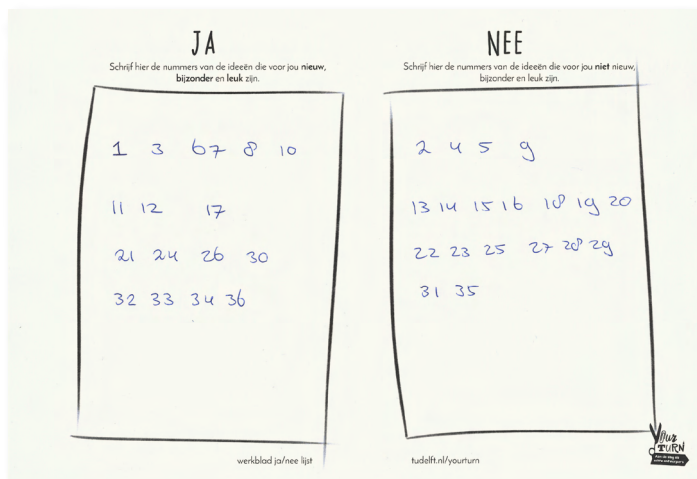 JA
Schrijf hier de nummers van de ideeën die voor jou nieuw,
bijzonder en leuk zijn.
1 3 6 7 8 10
11 12 17
21 24 26 30
32 33 34 36
NEE
Schrijf hier de nummers van de ideeën die voor jou niet nieuw,
bijzonder en leuk zijn.
2 4 5 9
13 14 15 16 18 19 20
22 23 25 27 28 29
31 35
werkblad ja/nee lijst
tudelft.nl/yourturn
Your
TURN